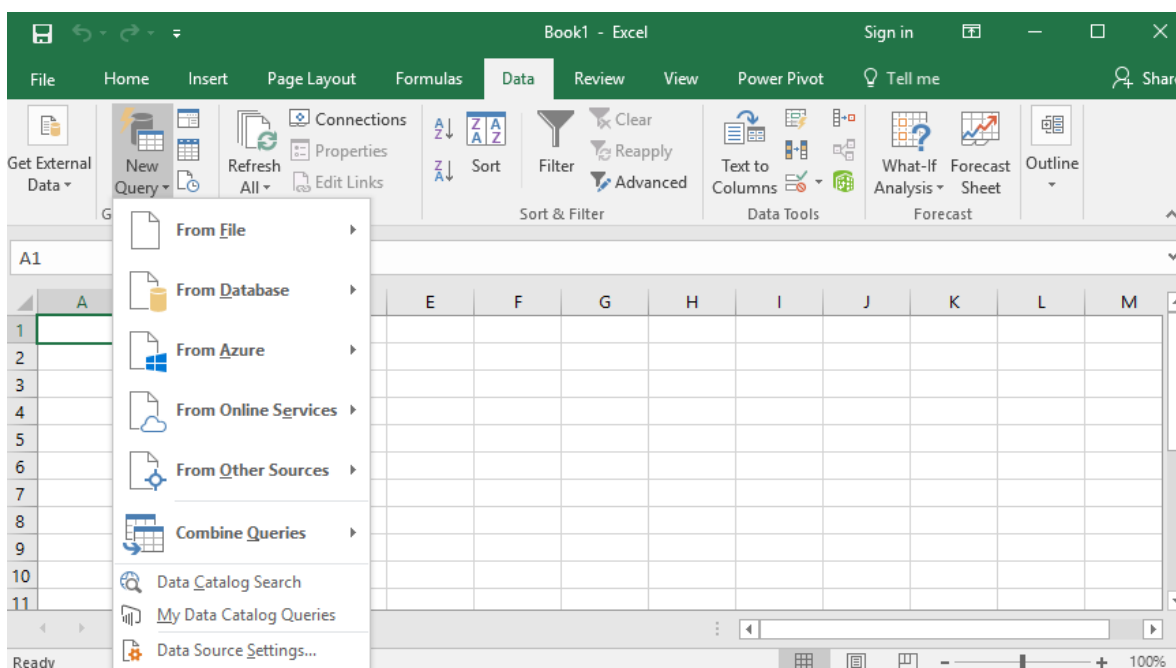 Book1 - Excel
Sign in
File Home Insert Page Layout Formulas Data Review View Power Pivot Tell me Shar
Get External Data
New Query
Refresh All
Connections
Properties
Edit Links
A Z
Z A
Z A A Z
Sort
Filter
Clear
Reapply
Advanced
Text to Columns
What-If Analysis
Forecast Sheet
Outline
G
Sort & Filter
Data Tools
Forecast
A1
From File
From Database
From Azure
From Online Services
From Other Sources
Combine Queries
Data Catalog Search
My Data Catalog Queries
Data Source Settings...
A E F G H I J K L M
1
2
3
4
5
6
7
8
9
10
11
Ready
100%